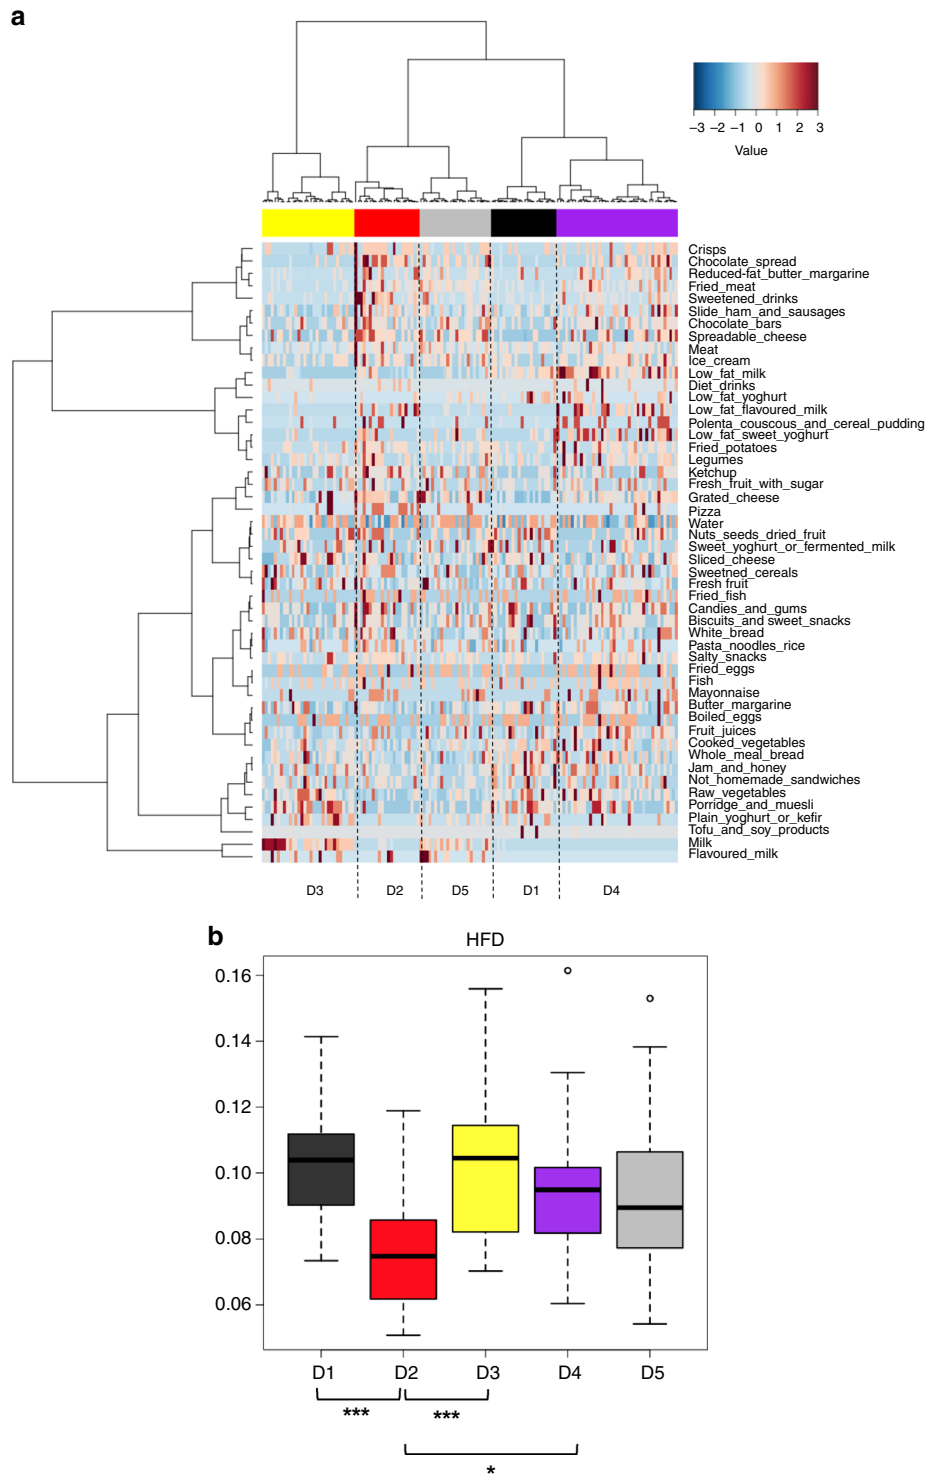 a
−3 −2 −1 0 1 2 3
Value
Crisps
Chocolate_spread
Reduced-fat_butter_margarine
Fried_meat
Sweetened_drinks
Slide_ham_and_sausages
Chocolate_bars
Spreadable_cheese
Meat
Ice_cream
Low_fat_milk
Diet_drinks
Low_fat_yoghurt
Low_fat_flavoured_milk
Polenta_couscous_and_cereal_pudding
Low_fat_sweet_yoghurt
Fried_potatoes
Legumes
Ketchup
Fresh_fruit_with_sugar
Grated_cheese
Pizza
Water
Nuts_seeds_dried_fruit
Sweet_yoghurt_or_fermented_milk
Sliced_cheese
Sweetned_cereals
Fresh fruit
Fried_fish
Candies_and_gums
Biscuits_and sweet_snacks
White_bread
Pasta_noodles_rice
Salty_snacks
Fried_eggs
Fish
Mayonnaise
Butter_margarine
Boiled_eggs
Fruit_juices
Cooked_vegetables
Whole_meal_bread
Jam_and_honey
Not_homemade_sandwiches
Raw_vegetables
Porridge_and_muesli
Plain_yoghurt_or_kefir
Tofu_and_soy_products
Milk
Flavoured_milk
D3 D2 D5 D1 D4
b
HFD
0.16
0.14
0.12
0.10
0.08
0.06
D1 D2 D3 D4 D5
*** ***
*